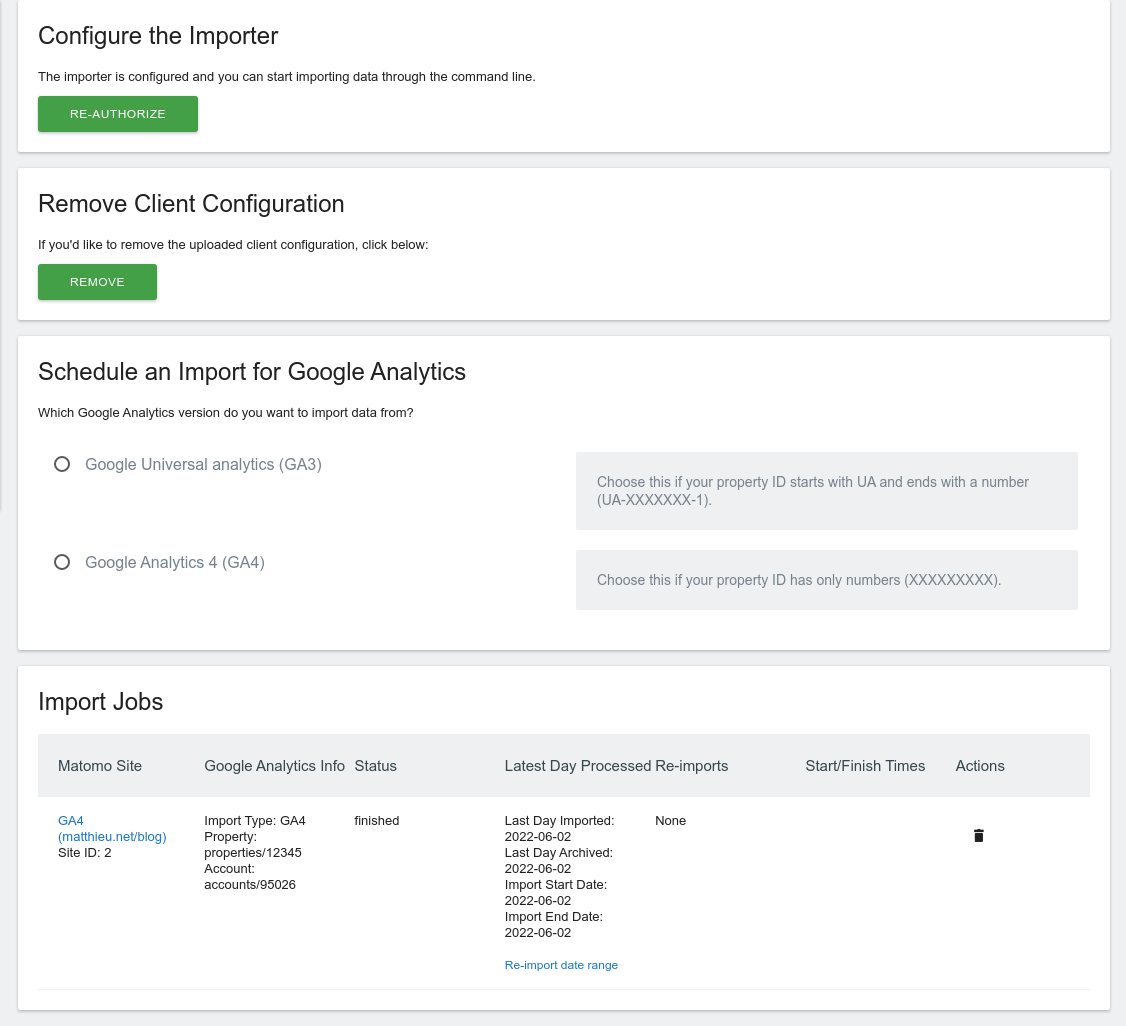 Configure the Importer
The importer is configured and you can start importing data through the command line.
RE-AUTHORIZE
Remove Client Configuration
If you'd like to remove the uploaded client configuration, click below:
REMOVE
Schedule an Import for Google Analytics
Which Google Analytics version do you want to import data from?
Google Universal analytics (GA3)
Choose this if your property ID starts with UA and ends with a number
(UA-XXXXXXX-1).
Google Analytics 4 (GA4)
Choose this if your property ID has only numbers (XXXXXXXXX).
Import Jobs
Matomo Site Google Analytics Info Status Latest Day Processed Re-imports Start/Finish Times Actions
GA4
(matthieu.net/blog)
Site ID: 2
Import Type: GA4
Property:
properties/12345
Account:
accounts/95026
finished
Last Day Imported:
2022-06-02
Last Day Archived:
2022-06-02
Import Start Date:
2022-06-02
Import End Date:
2022-06-02
Re-import date range
None